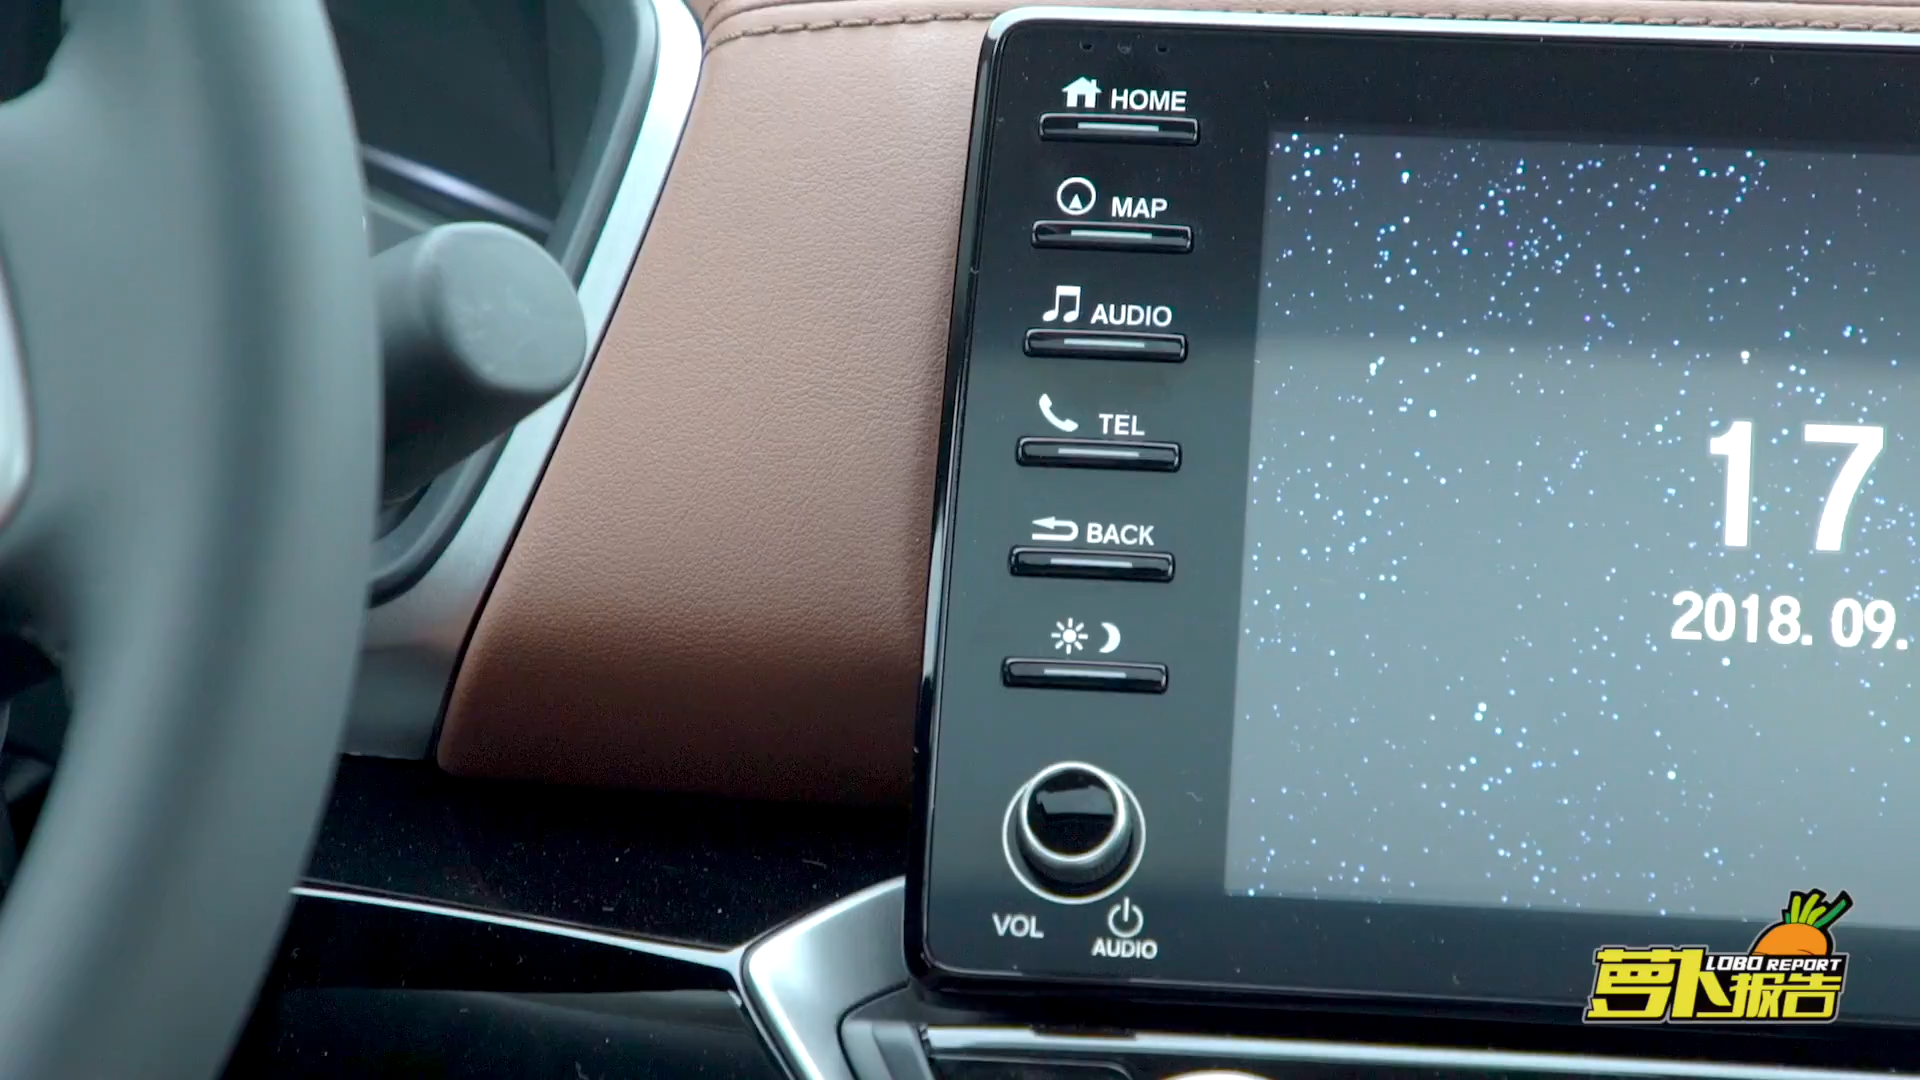 HOME
MAP
AUDIO
TEL
BACK
VOL
AUDIO
17
2018. 09.
LOBO REPORT
萝卜报告